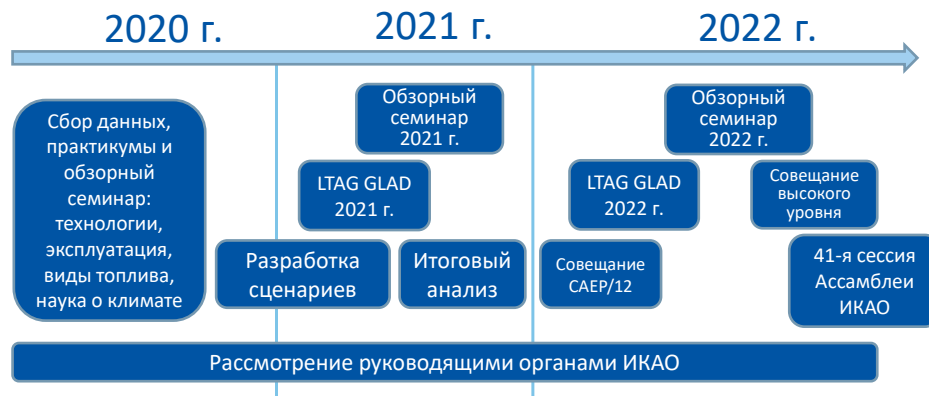 2020 г.
2021 г.
2022 г.
Сбор данных,
практикумы и
обзорный
семинар:
технологии,
эксплуатация,
виды топлива,
наука о климате
Обзорный
семинар
2021 г.
LTAG GLAD
2021 г.
Разработка
сценариев
Итоговый
анализ
Обзорный
семинар
2022 г.
LTAG GLAD
2022 г.
Совещание
высокого
уровня
Совещание
CAEP/12
41-я сессия
Ассамблеи
ИКАО
Рассмотрение руководящими органами ИКАО